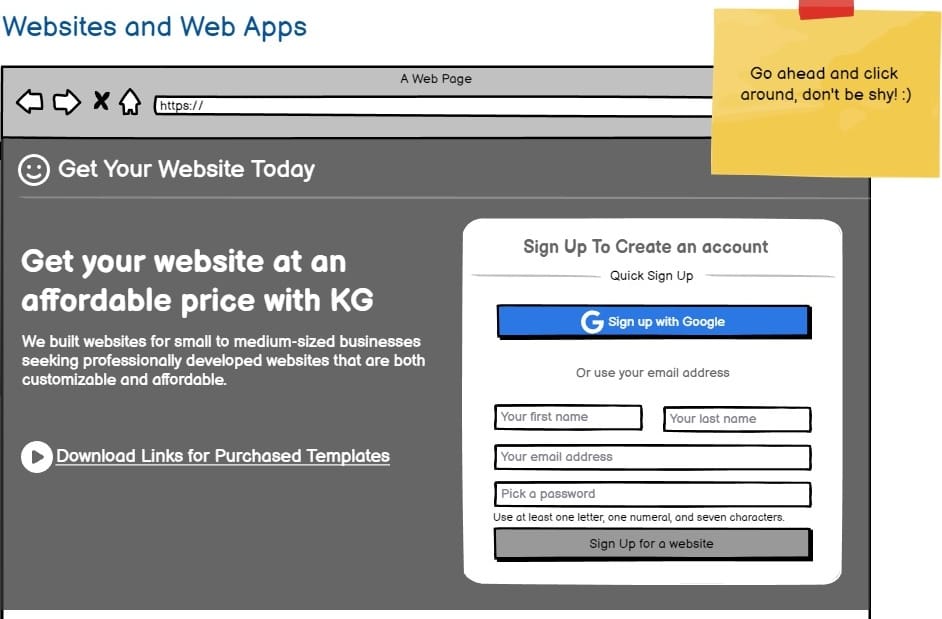 Websites and Web Apps
Go ahead and click
around, don't be shy! :)
A Web Page
https://
Get Your Website Today
Get your website at an
affordable price with KG
We built websites for small to medium-sized businesses
seeking professionally developed websites that are both
customizable and affordable.
Download Links for Purchased Templates
Sign Up To Create an account
Quick Sign Up
G Sign up with Google
Or use your email address
Your first name
Your last name
Your email address
Pick a password
Use at least one letter, one numeral, and seven characters.
Sign Up for a website